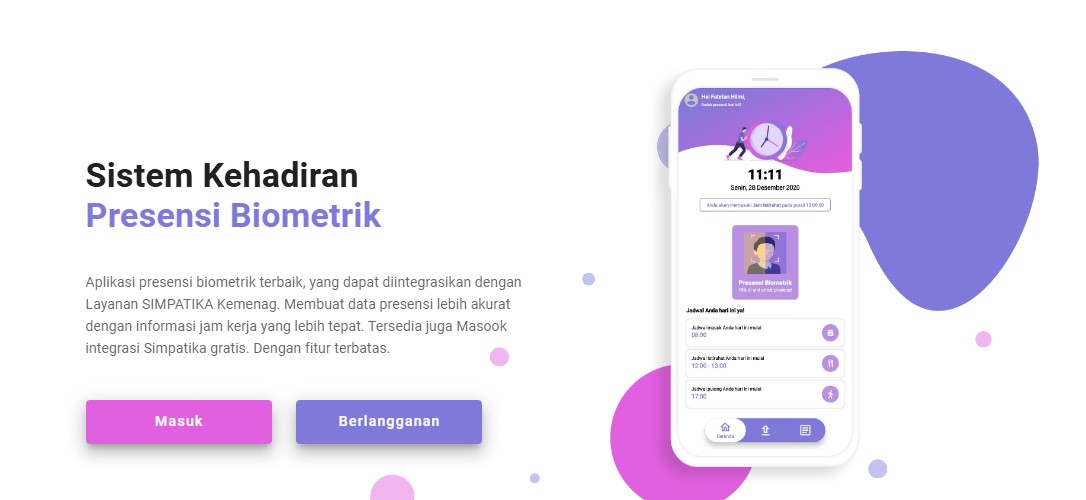 Sistem Kehadiran
Presensi Biometrik
Aplikasi presensi biometrik terbaik, yang dapat diintegrasikan dengan
Layanan SIMPATIKA Kemenag. Membuat data presensi lebih akurat
dengan informasi jam kerja yang lebih tepat. Tersedia juga Masook
integrasi Simpatika gratis. Dengan fitur terbatas.
Masuk
Berlangganan
Hai Fabrian Hilmi,
11:11
Senin, 28 Desember 2020
Anda akan memasuki Jam Istirahat pada pukul 12:00:00
Presensi Biometrik
Klik di sini untuk presensi
Jadwal Anda hari ini ya!
Jadwal masuk Anda hari ini mulai
08.00
Jadwal istirahat Anda hari ini mulai
12:00 - 13:00
Jadwal pulang Anda hari ini mulai
17:00
Beranda